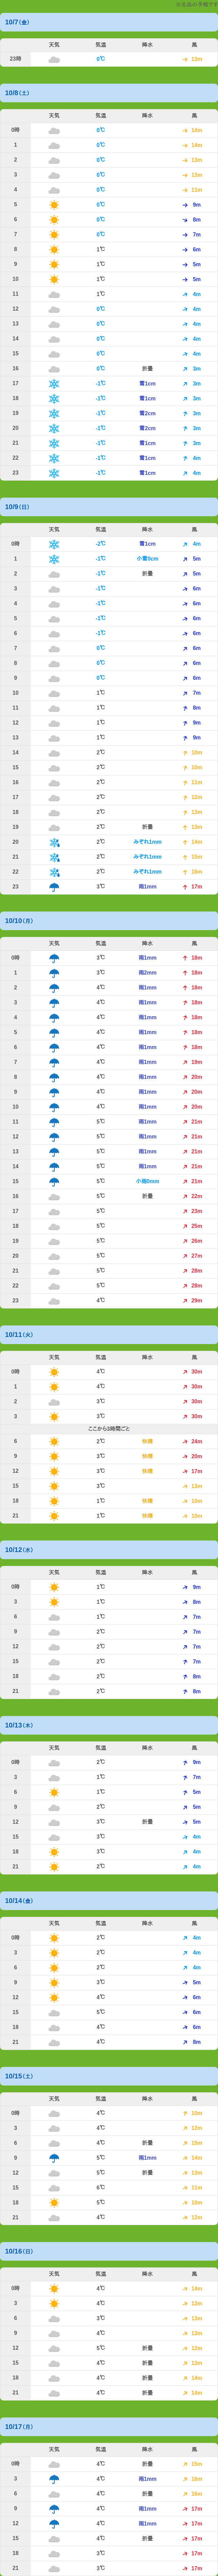 10/7(金)
天気 気温 降水 風
23時 0℃ 13m
10/8(土)
天気 気温 降水 風
0時 0℃ 14m
1 0℃ 14m
2 0℃ 13m
3 0℃ 13m
4 0℃ 11m
5 0℃ 9m
6 0℃ 8m
7 0℃ 7m
8 1℃ 6m
9 1℃ 5m
10 1℃ 5m
11 1℃ 4m
12 0℃ 4m
13 0℃ 4m
14 0℃ 4m
15 0℃ 4m
16 0℃ 折曇 3m
17 -1℃ 雪1cm 3m
18 -1℃ 雪1cm 3m
19 -1℃ 雪2cm 3m
20 -1℃ 雪2cm 3m
21 -1℃ 雪1cm 3m
22 -1℃ 雪1cm 4m
23 -1℃ 雪1cm 4m
10/9(日)
天気 気温 降水 風
0時 -2℃ 雪1cm 4m
1 -1℃ 小雪0cm 5m
2 -1℃ 折曇 5m
3 -1℃ 6m
4 -1℃ 6m
5 -1℃ 6m
6 -1℃ 6m
7 0℃ 6m
8 0℃ 6m
9 0℃ 6m
10 1℃ 7m
11 1℃ 8m
12 1℃ 9m
13 1℃ 9m
14 2℃ 10m
15 2℃ 10m
16 2℃ 11m
17 2℃ 12m
18 2℃ 13m
19 2℃ 折曇 13m
20 2℃ みぞれ1mm 14m
21 2℃ みぞれ1mm 15m
22 2℃ みぞれ1mm 16m
23 3℃ 雨1mm 17m
10/10(月)
天気 気温 降水 風
0時 3℃ 雨1mm 18m
1 3℃ 雨2mm 18m
2 4℃ 雨1mm 18m
3 4℃ 雨1mm 18m
4 4℃ 雨1mm 18m
5 4℃ 雨1mm 18m
6 4℃ 雨1mm 18m
7 4℃ 雨1mm 19m
8 4℃ 雨1mm 20m
9 4℃ 雨1mm 20m
10 4℃ 雨1mm 20m
11 5℃ 雨1mm 21m
12 5℃ 雨1mm 21m
13 5℃ 雨1mm 21m
14 5℃ 雨1mm 21m
15 5℃ 小雨0mm 21m
16 5℃ 折曇 22m
17 5℃ 23m
18 5℃ 25m
19 5℃ 26m
20 5℃ 27m
21 5℃ 28m
22 5℃ 28m
23 4℃ 29m
10/11(火)
天気 気温 降水 風
0時 4℃ 30m
1 4℃ 30m
2 3℃ 30m
3 3℃ 30m
ここから3時間ごと
6 2℃ 快晴 24m
9 3℃ 快晴 20m
12 3℃ 快晴 17m
15 3℃ 13m
18 1℃ 快晴 10m
21 1℃ 快晴 10m
10/12(水)
天気 気温 降水 風
0時 1℃ 9m
3 1℃ 8m
6 1℃ 7m
9 2℃ 7m
12 2℃ 7m
15 2℃ 7m
18 2℃ 8m
21 2℃ 8m
10/13(木)
天気 気温 降水 風
0時 2℃ 9m
3 1℃ 7m
6 1℃ 5m
9 2℃ 5m
12 3℃ 折曇 5m
15 3℃ 4m
18 3℃ 4m
21 2℃ 4m
10/14(金)
天気 気温 降水 風
0時 2℃ 4m
3 2℃ 4m
6 2℃ 4m
9 3℃ 5m
12 4℃ 6m
15 5℃ 6m
18 4℃ 6m
21 4℃ 8m
10/15(土)
天気 気温 降水 風
0時 4℃ 10m
3 4℃ 12m
6 4℃ 折曇 15m
9 5℃ 雨1mm 14m
12 5℃ 折曇 13m
15 6℃ 11m
18 5℃ 10m
21 4℃ 12m
10/16(日)
天気 気温 降水 風
0時 4℃ 14m
3 4℃ 13m
6 3℃ 13m
9 4℃ 13m
12 5℃ 折曇 12m
15 4℃ 折曇 13m
18 4℃ 折曇 14m
21 4℃ 折曇 14m
10/17(月)
天気 気温 降水 風
0時 4℃ 折曇 15m
3 4℃ 雨1mm 16m
6 4℃ 折曇 16m
9 4℃ 雨1mm 17m
12 4℃ 雨1mm 17m
15 4℃ 折曇 17m
18 3℃ 17m
21 3℃ 17m